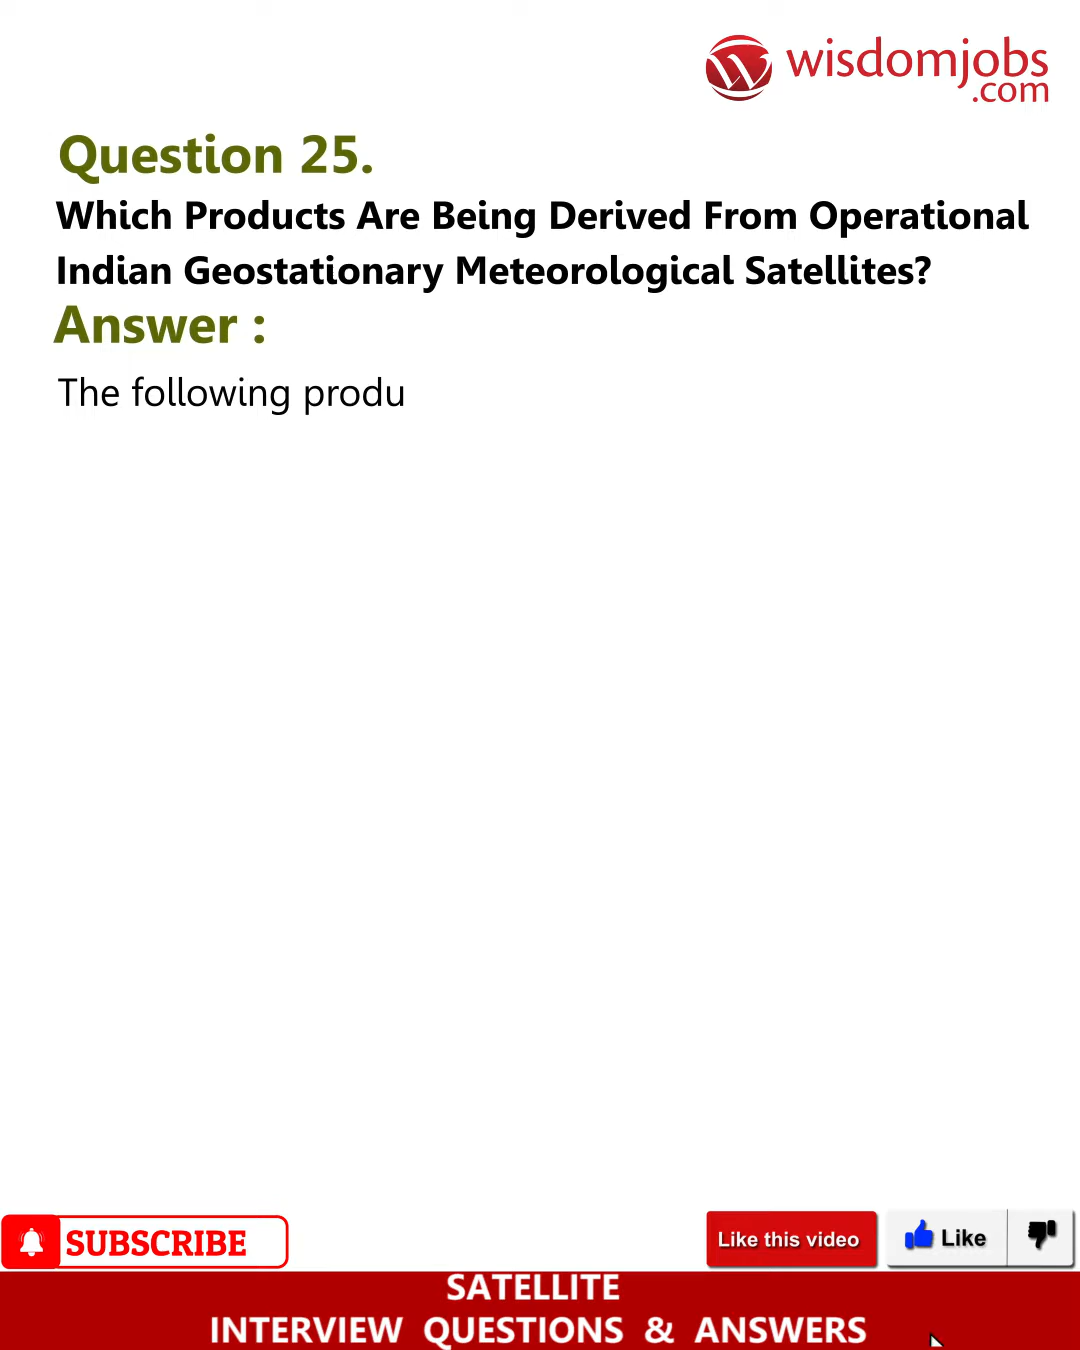 wisdomjobs
.com
Question 25.
Which Products Are Being Derived From Operational
Indian Geostationary Meteorological Satellites?
Answer :
The following produ
SUBSCRIBE
Like this video
Like
SATELLITE
INTERVIEW QUESTIONS & ANSWERS